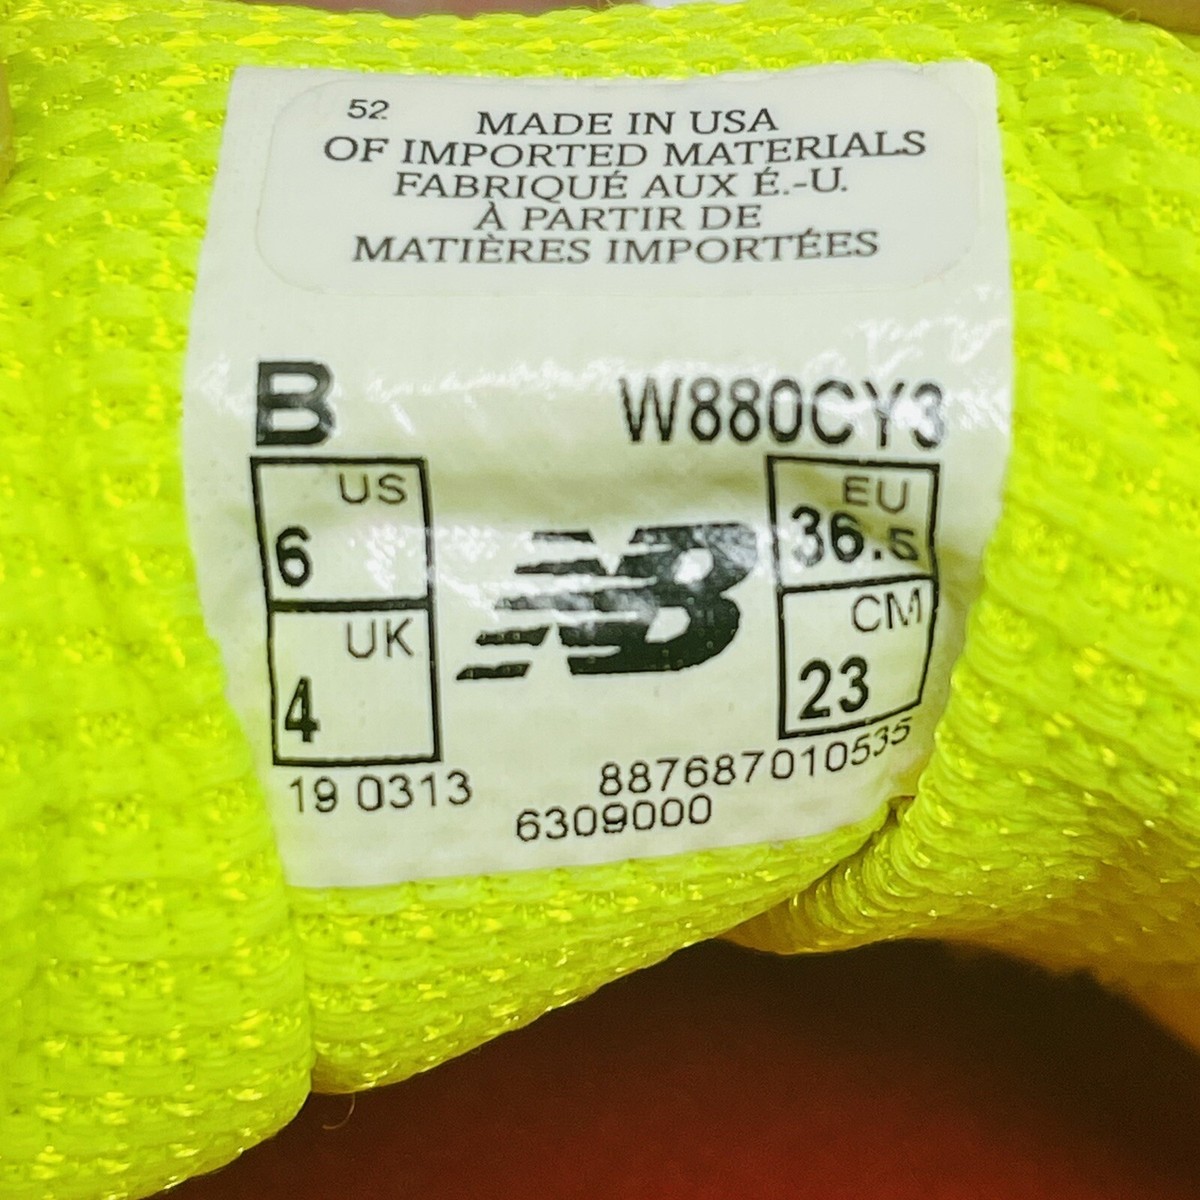 52
MADE IN USA
OF IMPORTED MATERIALS
FABRIQUÉ AUX É.-U.
À PARTIR DE
MATIÈRES IMPORTÉES
B W880CY3
US
6
UK
4
NB
EU
36.5
CM
23
19 0313 887687010535
6309000